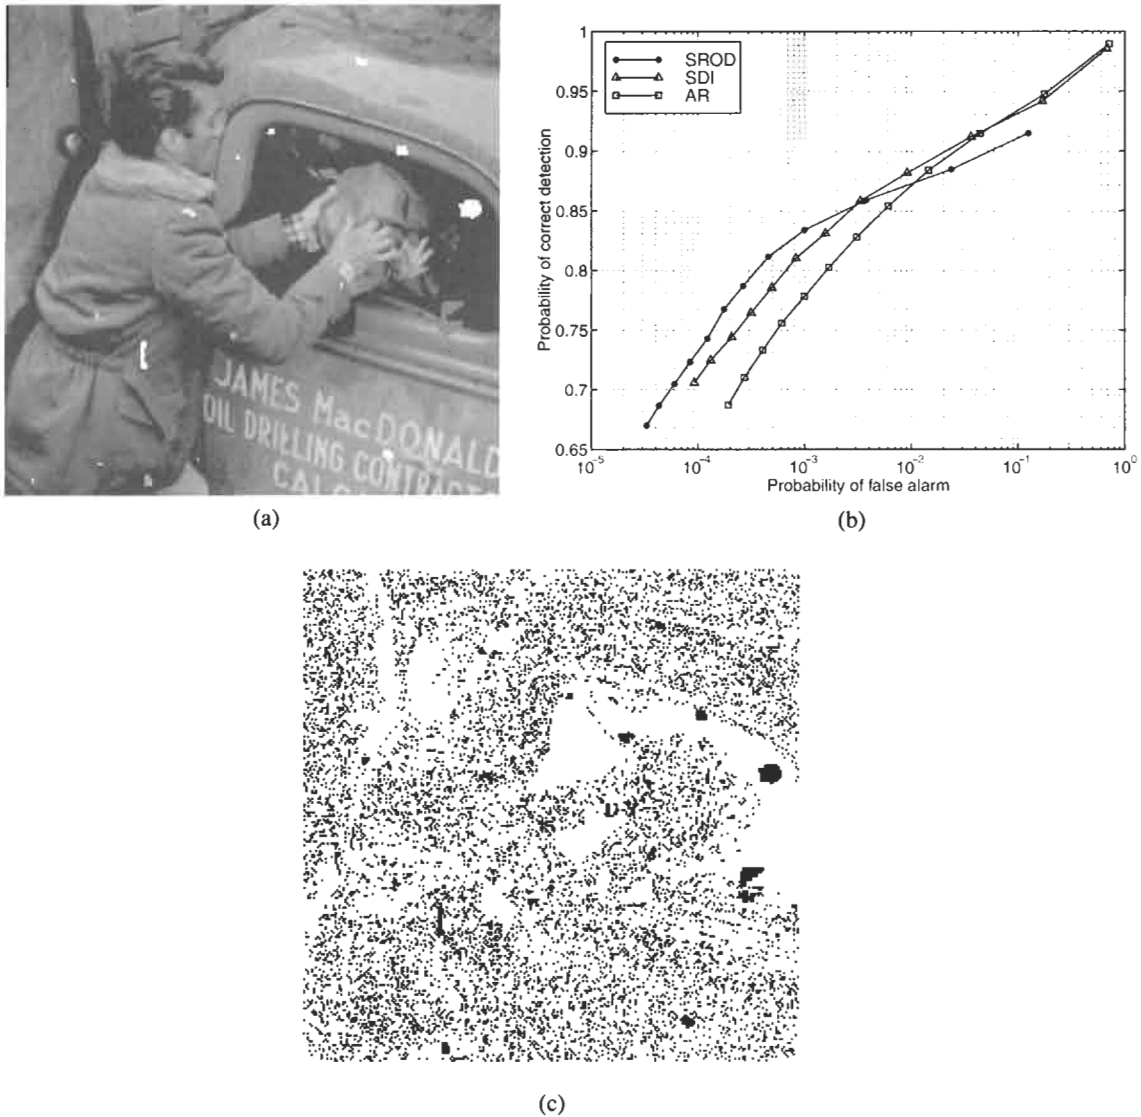 JAMES MacDONALD
OIL DRILLING CONTRACT
CAL
(a)
SROD
SDI
AR
1
0.95
0.9
0.85
0.8
0.75
0.7
0.65
Probability of correct detection
10⁻⁵
10⁻⁴
10⁻³
10⁻²
10⁻¹
10⁰
Probability of false alarm
(b)
(c)